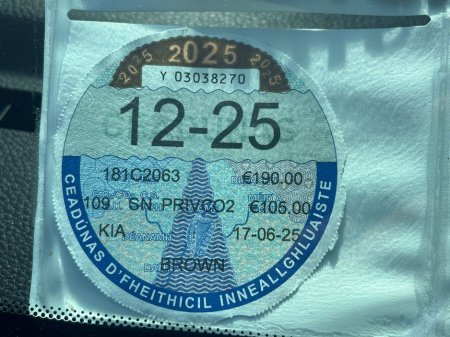 2025 2025 2025
Y 03038270
12-25
181C2063 €190.00
109 SN PRIVCO2 €105.00
KIA 17-06-25
BROWN
CEADUNAS D'FHEITHICIL INNEALLGHLUAISTE